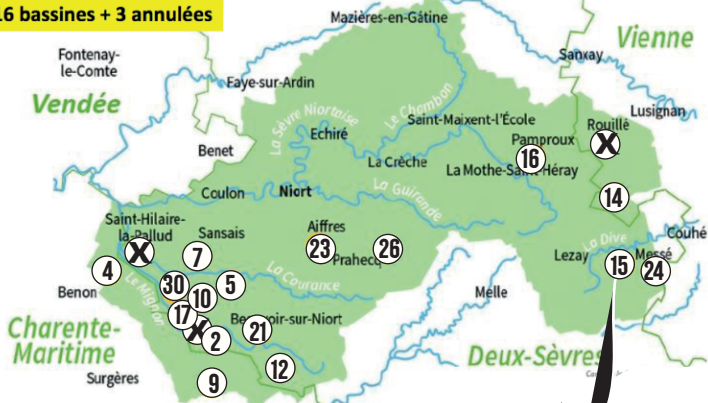 16 bassines + 3 annulées
Mazières-en-Gâtine
Vienne
Fontenay-
le-Comte
Sanxay
Faye-sur-Ardin
Vendée
Le Chambon
La Sèvre Niortaise
Saint-Maixent-l'École
Lusignan
Rouillé
X
Echiré
Pamproux
16
Benet
La Crèche
La Mothe-Saint-Héray
Coulon
Niort
La Guirande
14
Saint-Hilaire-
la-Pallud
X
Sansais
Aiffres
23
26
Prahecq
La Dive
Couhé
Lezay
15
Messé
24
4
7
Benon
30
10
5
La Courance
Le Mignon
Melle
17
X
2
Beauvoir-sur-Niort
21
Charente-
Maritime
Deux-Sèvres
Surgères
9
12